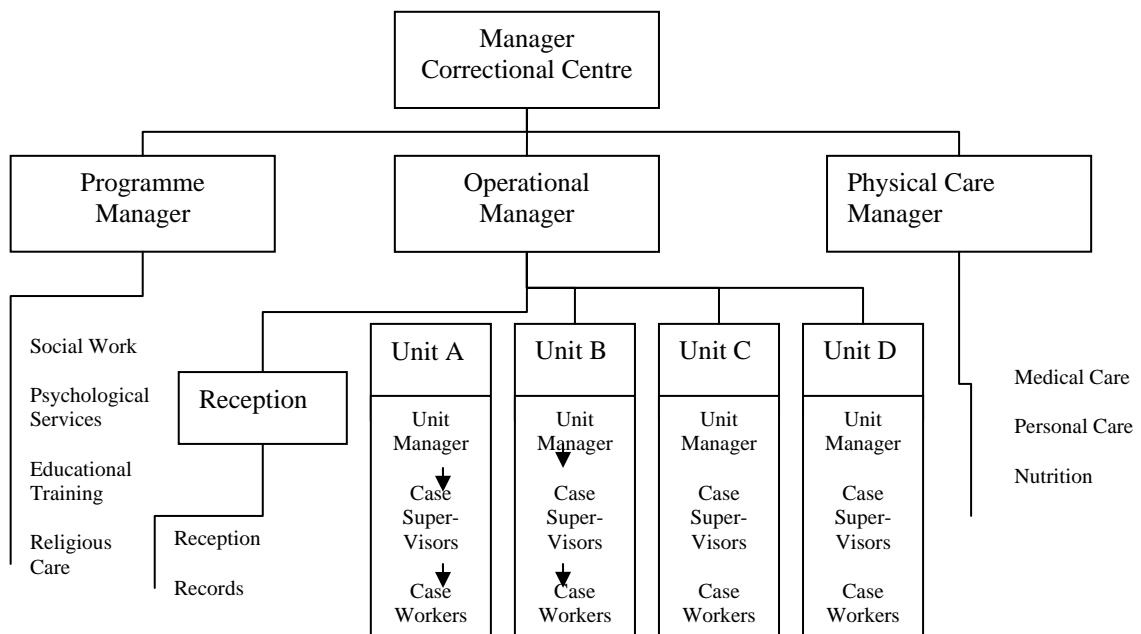 Manager
Correctional Centre
Programme
Manager
Operational
Manager
Physical Care
Manager
Social Work
Psychological
Services
Educational
Training
Religious
Care
Reception
Reception
Records
Unit A
Unit
Manager
Case
Super-
Visors
Case
Workers
Unit B
Unit
Manager
Case
Super-
Visors
Case
Workers
Unit C
Unit
Manager
Case
Super-
Visors
Case
Workers
Unit D
Unit
Manager
Case
Super-
Visors
Case
Workers
Medical Care
Personal Care
Nutrition